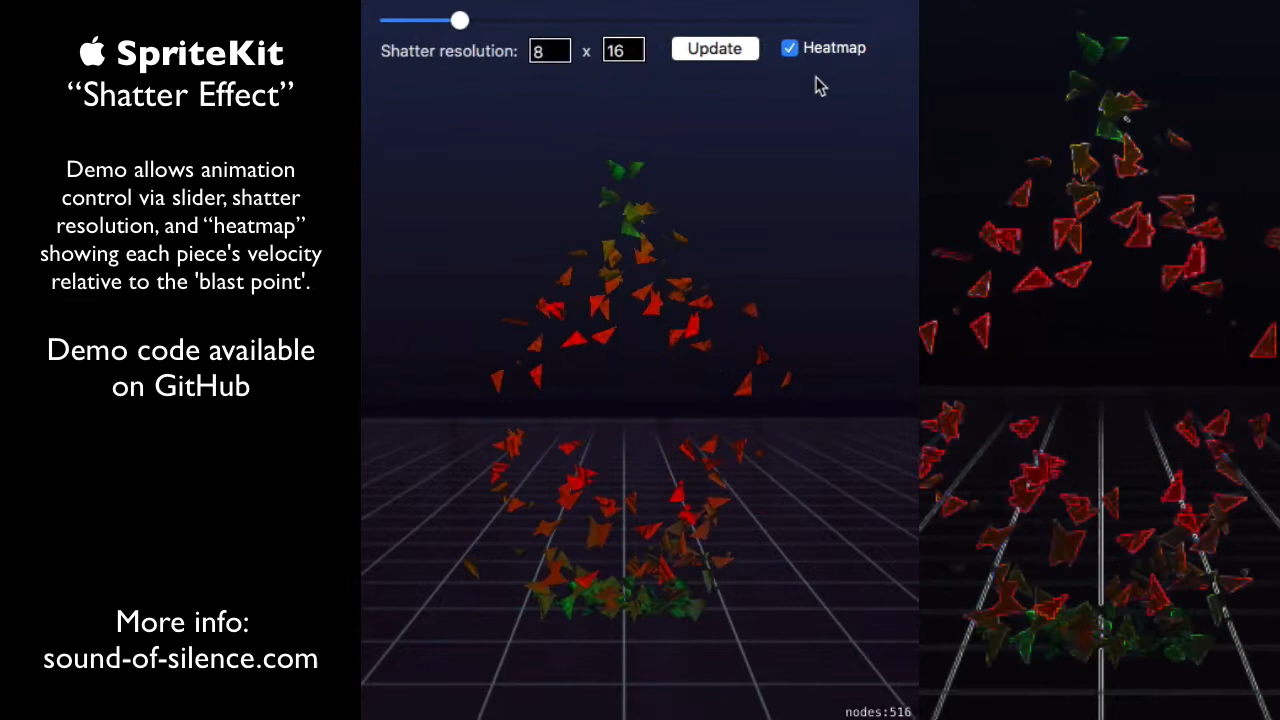 SpriteKit
“Shatter Effect”
Demo allows animation
control via slider, shatter
resolution, and “heatmap”
showing each piece's velocity
relative to the 'blast point'.
Demo code available
on GitHub
More info:
sound-of-silence.com
Shatter resolution: 8 x 16 Update Heatmap
nodes:516